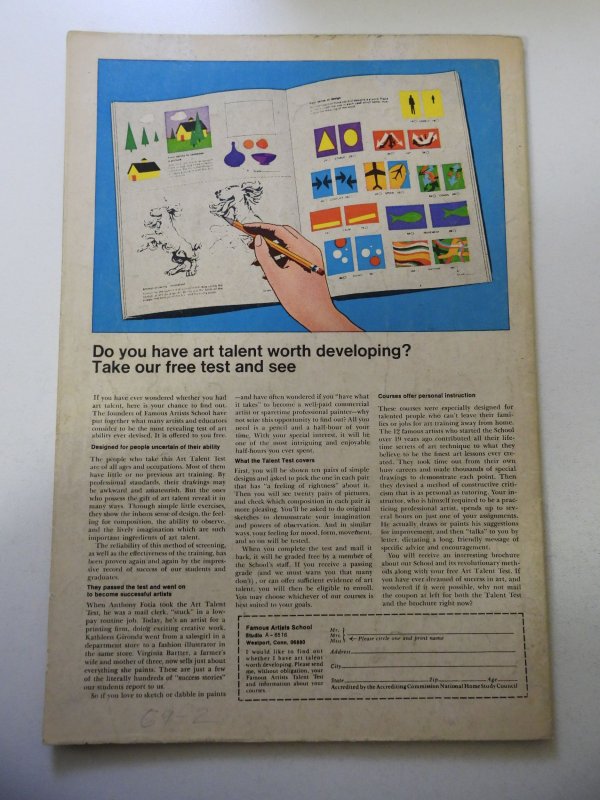 Do you have art talent worth developing?
Take our free test and see
If you have ever wondered whether you had
art talent, here is your chance to find out.
The founders of Famous Artists School have
put together what many artists and educators
consider to be the most revealing test of art
ability ever devised. It is offered to you free.
Designed for people uncertain of their ability
The people who take this Art Talent Test
are of all ages and occupations. Most of them
have little or no previous art training. By
professional standards, their drawings may
be awkward and amateurish. But the ones
who possess the gift of art talent reveal it in
many ways. Through simple little exercises,
they show the inborn sense of design, the feel-
ing for composition, the ability to observe,
and the lively imagination which are such
important ingredients of art talent.
The reliability of this method of screening,
as well as the effectiveness of the training, has
been proven again and again by the impres-
sive record of success of our students and
graduates.
They passed the test and went on
to become successful artists
When Anthony Fotia took the Art Talent
Test, he was a mail clerk, "stuck" in a low-
pay routine job. Today, he's an artist for a
printing firm, doing exciting creative work.
Kathleen Gironda went from a salesgirl in a
department store to a fashion illustrator in
the same store. Virginia Bartter, a farmer's
wife and mother of three, now sells just about
everything she paints. These are just a few
of the literally hundreds of "success stories"
our students report to us.
So if you love to sketch or dabble in paints
—and have often wondered if you "have what
it takes" to become a well-paid commercial
artist or sparetime professional painter—why
not seize this opportunity to find out? All you
need is a pencil and a half-hour of your
time. With your special interest, it will be
one of the most intriguing and enjoyable
half-hours you ever spent.
What the Talent Test covers
First, you will be shown ten pairs of simple
designs and asked to pick the one in each pair
that has "a feeling of rightness" about it.
Then you will see twenty pairs of pictures,
and check which composition in each pair is
more pleasing. You'll be asked to do original
sketches to demonstrate your imagination
and powers of observation. And in similar
ways, your feeling for mood, form, movement,
and so on will be tested.
When you complete the test and mail it
back, it will be graded free by a member of
the School's staff. If you receive a passing
grade (and we must warn you that many
don't), or can offer sufficient evidence of art
talent, you will then be eligible to enroll.
You may choose whichever of our courses is
best suited to your goals.
Courses offer personal instruction
These courses were especially designed for
talented people who can't leave their fami-
lies or jobs for art training away from home.
The 12 famous artists who started the School
over 19 years ago contributed all their life-
time secrets of art technique to what they
believe to be the finest art lessons ever cre-
ated. They took time out from their own
busy careers and made thousands of special
drawings to demonstrate each point. Then
they devised a method of constructive criti-
cism that is as personal as tutoring. Your in-
structor, who is himself required to be a prac-
ticing professional artist, spends up to sev-
eral hours on just one of your assignments.
He actually draws or paints his suggestions
for improvement, and then "talks" to you by
letter, dictating a long, friendly message of
specific advice and encouragement.
You will receive an interesting brochure
about our School and its revolutionary meth-
ods along with your free Art Talent Test. If
you have ever dreamed of success in art, and
wondered if it were possible, why not mail
the coupon at left for both the Talent Test
and the brochure right now?
Famous Artists School
Studio A-6516
Westport, Conn. 06880
I would like to find out
whether I have art talent
worth developing. Please send
me, without obligation, your
Famous Artists Talent Test
and information about your
courses.
Mr.
Mrs.
Miss
Please circle one and print name
Address
City
State Zip Age
Accredited by the Accrediting Commission National Home Study Council